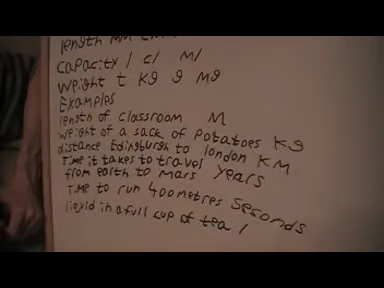 length MM
capacity l cl Ml
weight t Kg g Mg
Examples
length of classroom M
weight of a sack of potatoes Kg
distance Edingburgh to london KM
Time it takes to travel
from earth to Mars years
Time to run 400metres Seconds
liquid in a full cup of tea l